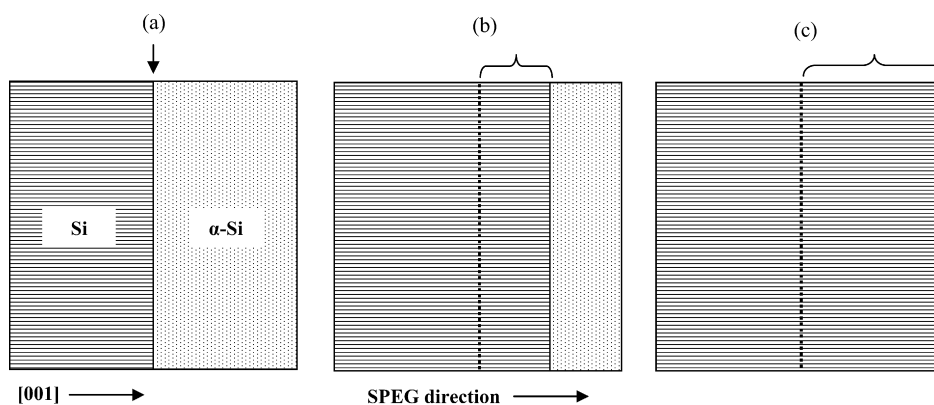 (a)
(b)
(c)
Si
α-Si
[001]
SPEG direction